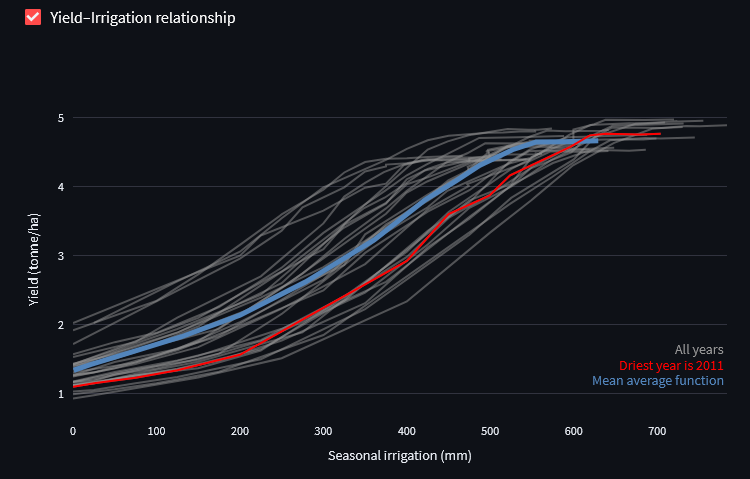 Yield–Irrigation relationship
5
4
3
2
1
Yield (tonne/ha)
All years
Driest year is 2011
Mean average function
0 100 200 300 400 500 600 700
Seasonal irrigation (mm)